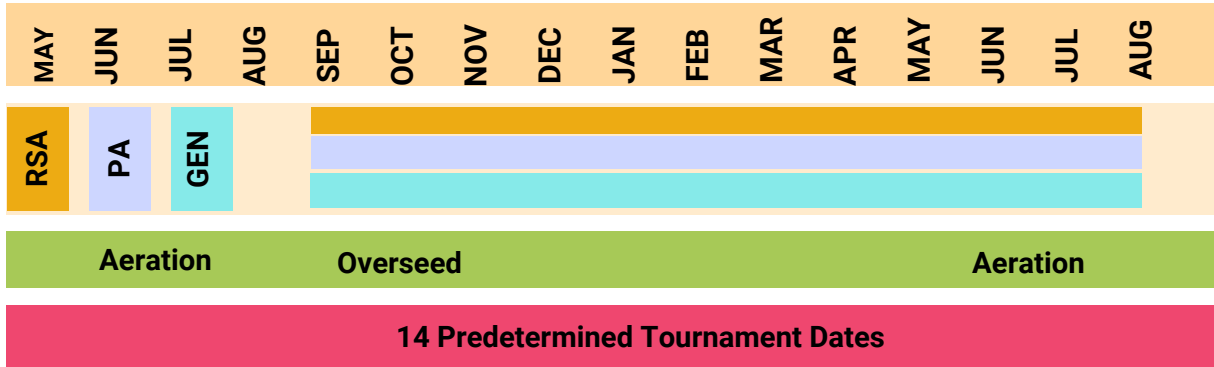 MAY JUN JUL AUG SEP OCT NOV DEC JAN FEB MAR APR MAY JUN JUL AUG
RSA PA GEN
Aeration Overseed Aeration
14 Predetermined Tournament Dates